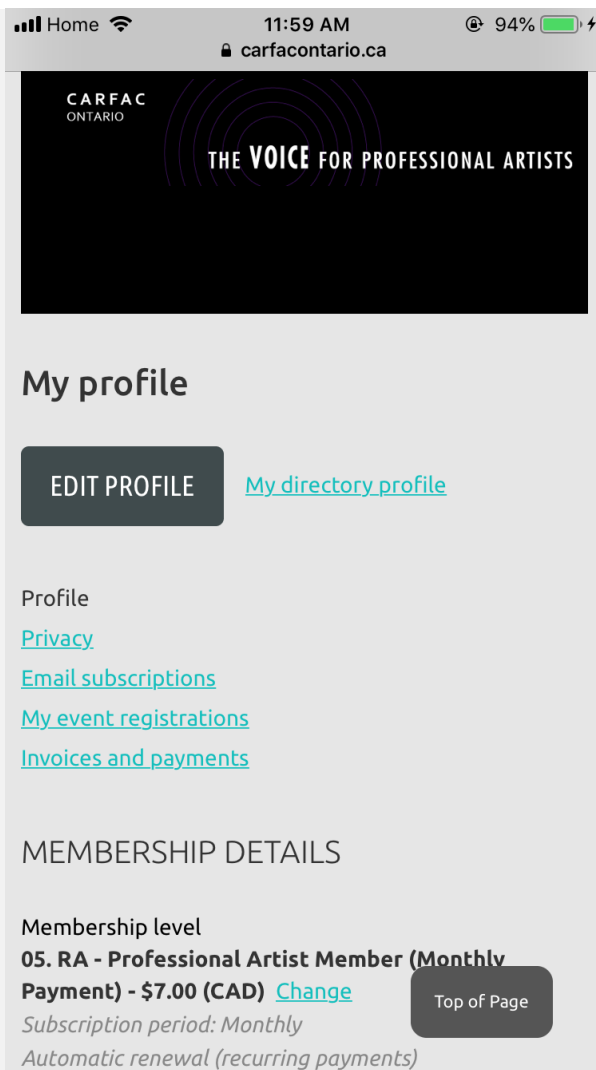 Home 11:59 AM 94%
carfacontario.ca
CARFAC
ONTARIO
THE VOICE FOR PROFESSIONAL ARTISTS
My profile
EDIT PROFILE My directory profile
Profile
Privacy
Email subscriptions
My event registrations
Invoices and payments
MEMBERSHIP DETAILS
Membership level
05. RA - Professional Artist Member (Monthly
Payment) - $7.00 (CAD) Change
Top of Page
Subscription period: Monthly
Automatic renewal (recurring payments)